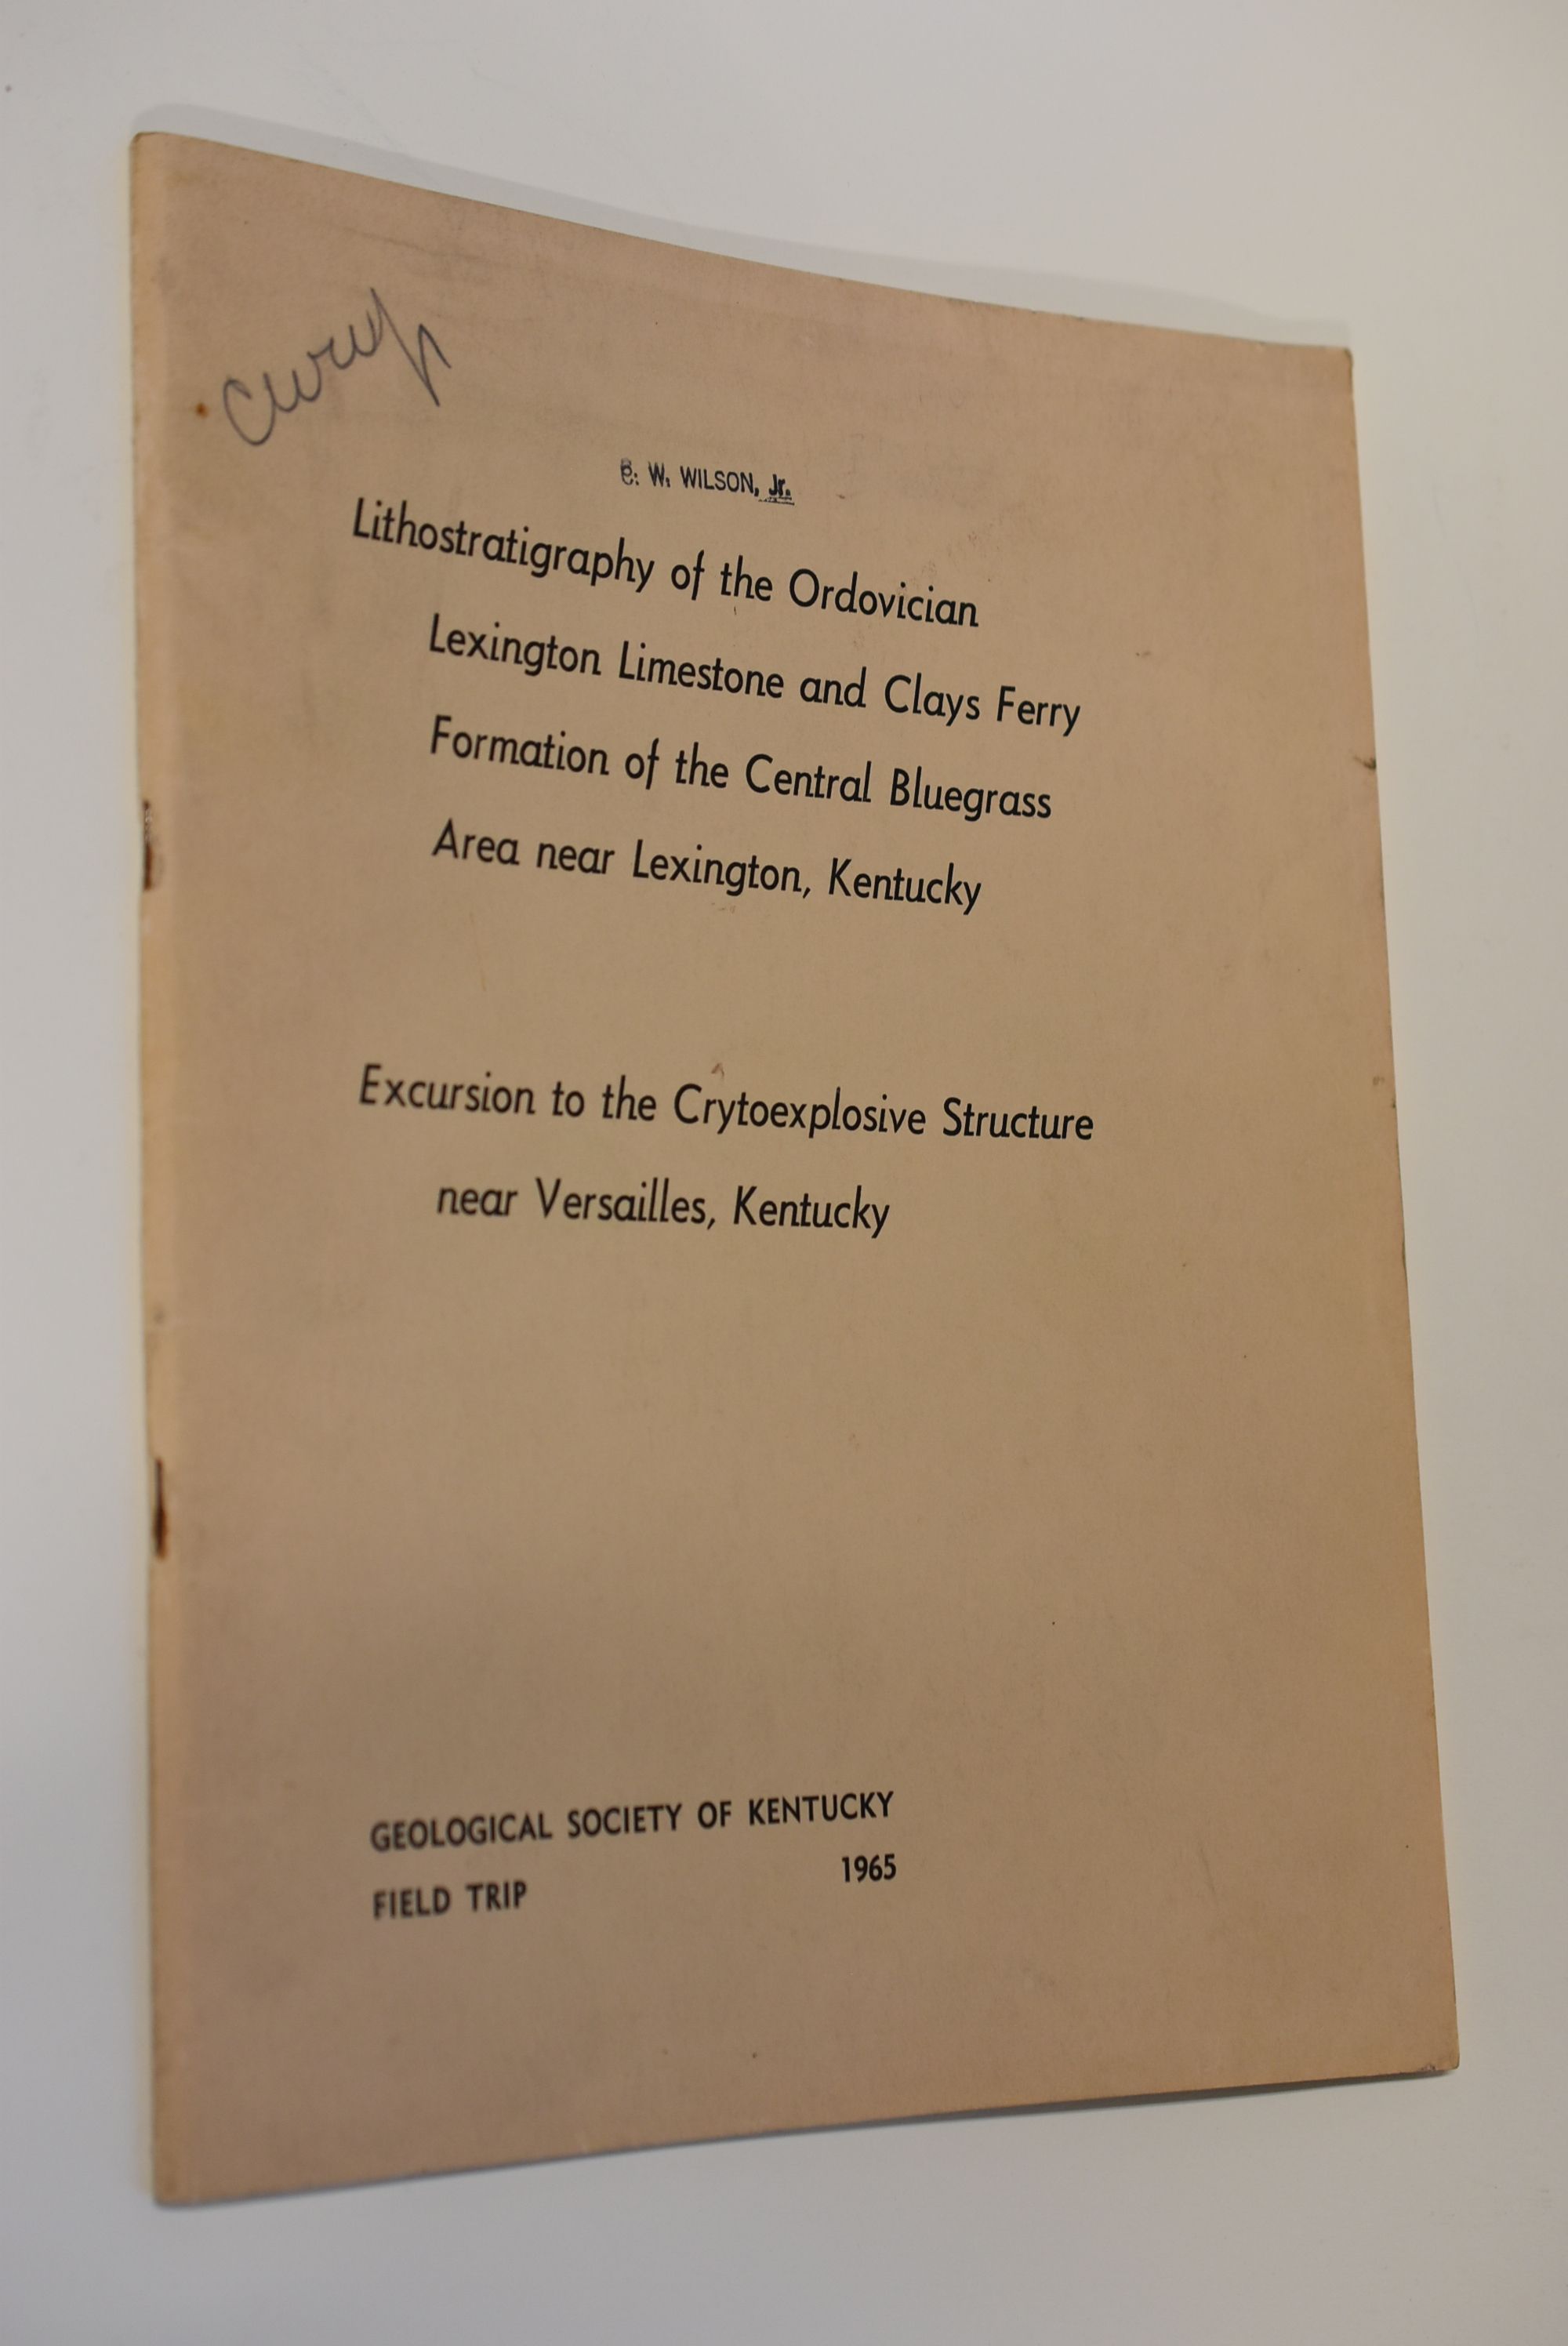 C. W. WILSON, Jr.
Lithostratigraphy of the Ordovician
Lexington Limestone and Clays Ferry
Formation of the Central Bluegrass
Area near Lexington, Kentucky
Excursion to the Crytoexplosive Structure
near Versailles, Kentucky
GEOLOGICAL SOCIETY OF KENTUCKY
FIELD TRIP 1965